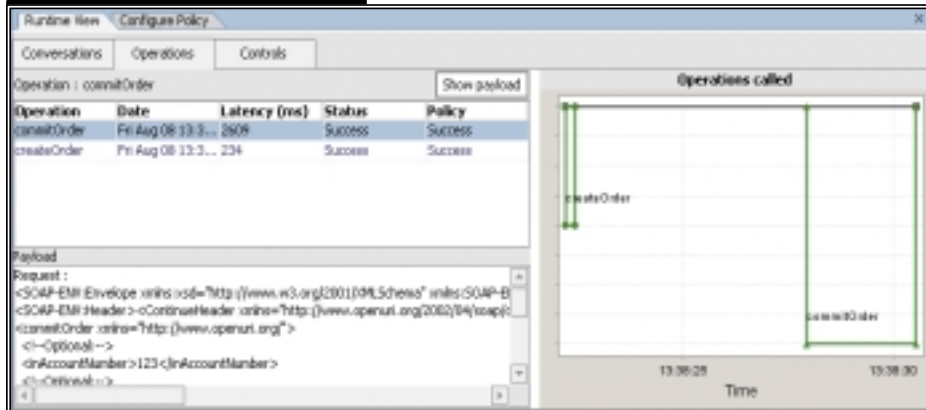 Runtime View Configure Policy
Conversations Operations Controls
Operation : commitOrder Show payload
Operation Date Latency (ms) Status Policy
commitOrder Fri Aug 08 13:3... 2609 Success Success
createOrder Fri Aug 08 13:3... 234 Success Success
Payload
Request :
<SOAP-ENV:Envelope xmlns:xsd="http://www.w3.org/2001/XMLSchema" xmlns:SOAP-E
<SOAP-ENV:Header><ContinueHeader xmlns="http://www.openuri.org/2002/04/soap/c
<commitOrder xmlns="http://www.openuri.org/">
<!--Optional:-->
<inAccountNumber>123</inAccountNumber>
<!--Optional:-->
Operations called
createOrder
commitOrder
13:38:25 13:38:30
Time